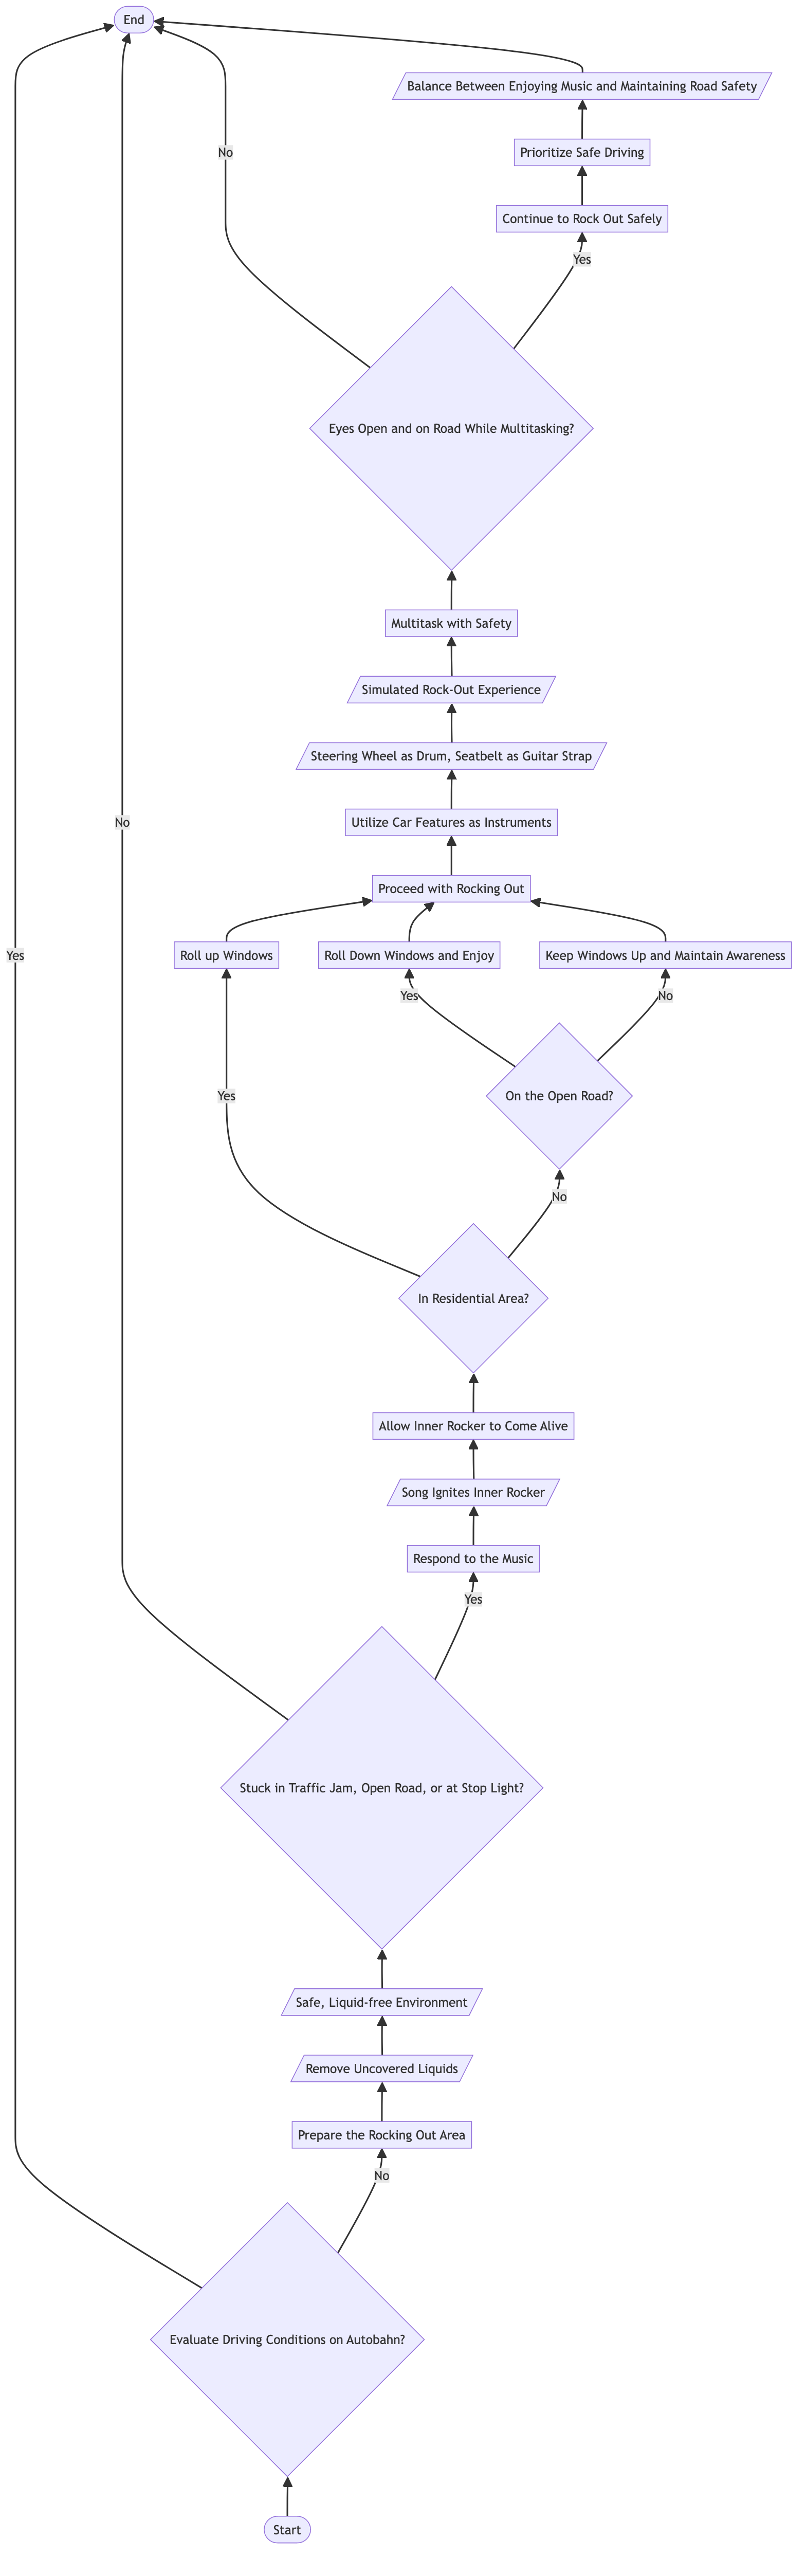 End
Balance Between Enjoying Music and Maintaining Road Safety
No
Prioritize Safe Driving
Continue to Rock Out Safely
Yes
Eyes Open and on Road While Multitasking?
Multitask with Safety
Simulated Rock-Out Experience
Steering Wheel as Drum, Seatbelt as Guitar Strap
No
Utilize Car Features as Instruments
Proceed with Rocking Out
Yes
Roll up Windows
Roll Down Windows and Enjoy
Keep Windows Up and Maintain Awareness
Yes
No
Yes
On the Open Road?
No
In Residential Area?
Allow Inner Rocker to Come Alive
Song Ignites Inner Rocker
Respond to the Music
Yes
Stuck in Traffic Jam, Open Road, or at Stop Light?
Safe, Liquid-free Environment
Remove Uncovered Liquids
Prepare the Rocking Out Area
No
Evaluate Driving Conditions on Autobahn?
Start